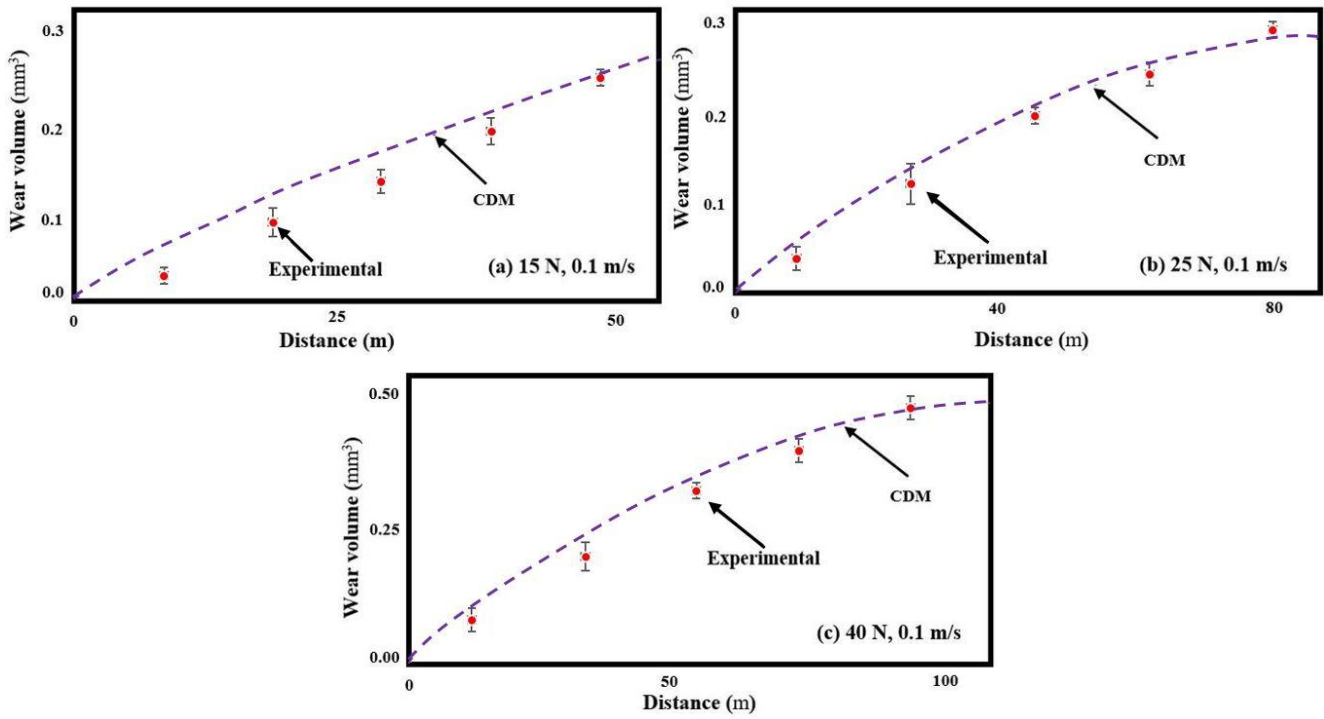 0.3
0.2
0.1
0.0
Wear volume (mm³)
CDM
Experimental
(a) 15 N, 0.1 m/s
0
25
50
Distance (m)
0.3
0.2
0.1
0.0
Wear volume (mm³)
CDM
Experimental
(b) 25 N, 0.1 m/s
0
40
80
Distance (m)
0.50
0.25
0.00
Wear volume (mm³)
CDM
Experimental
(c) 40 N, 0.1 m/s
0
50
100
Distance (m)